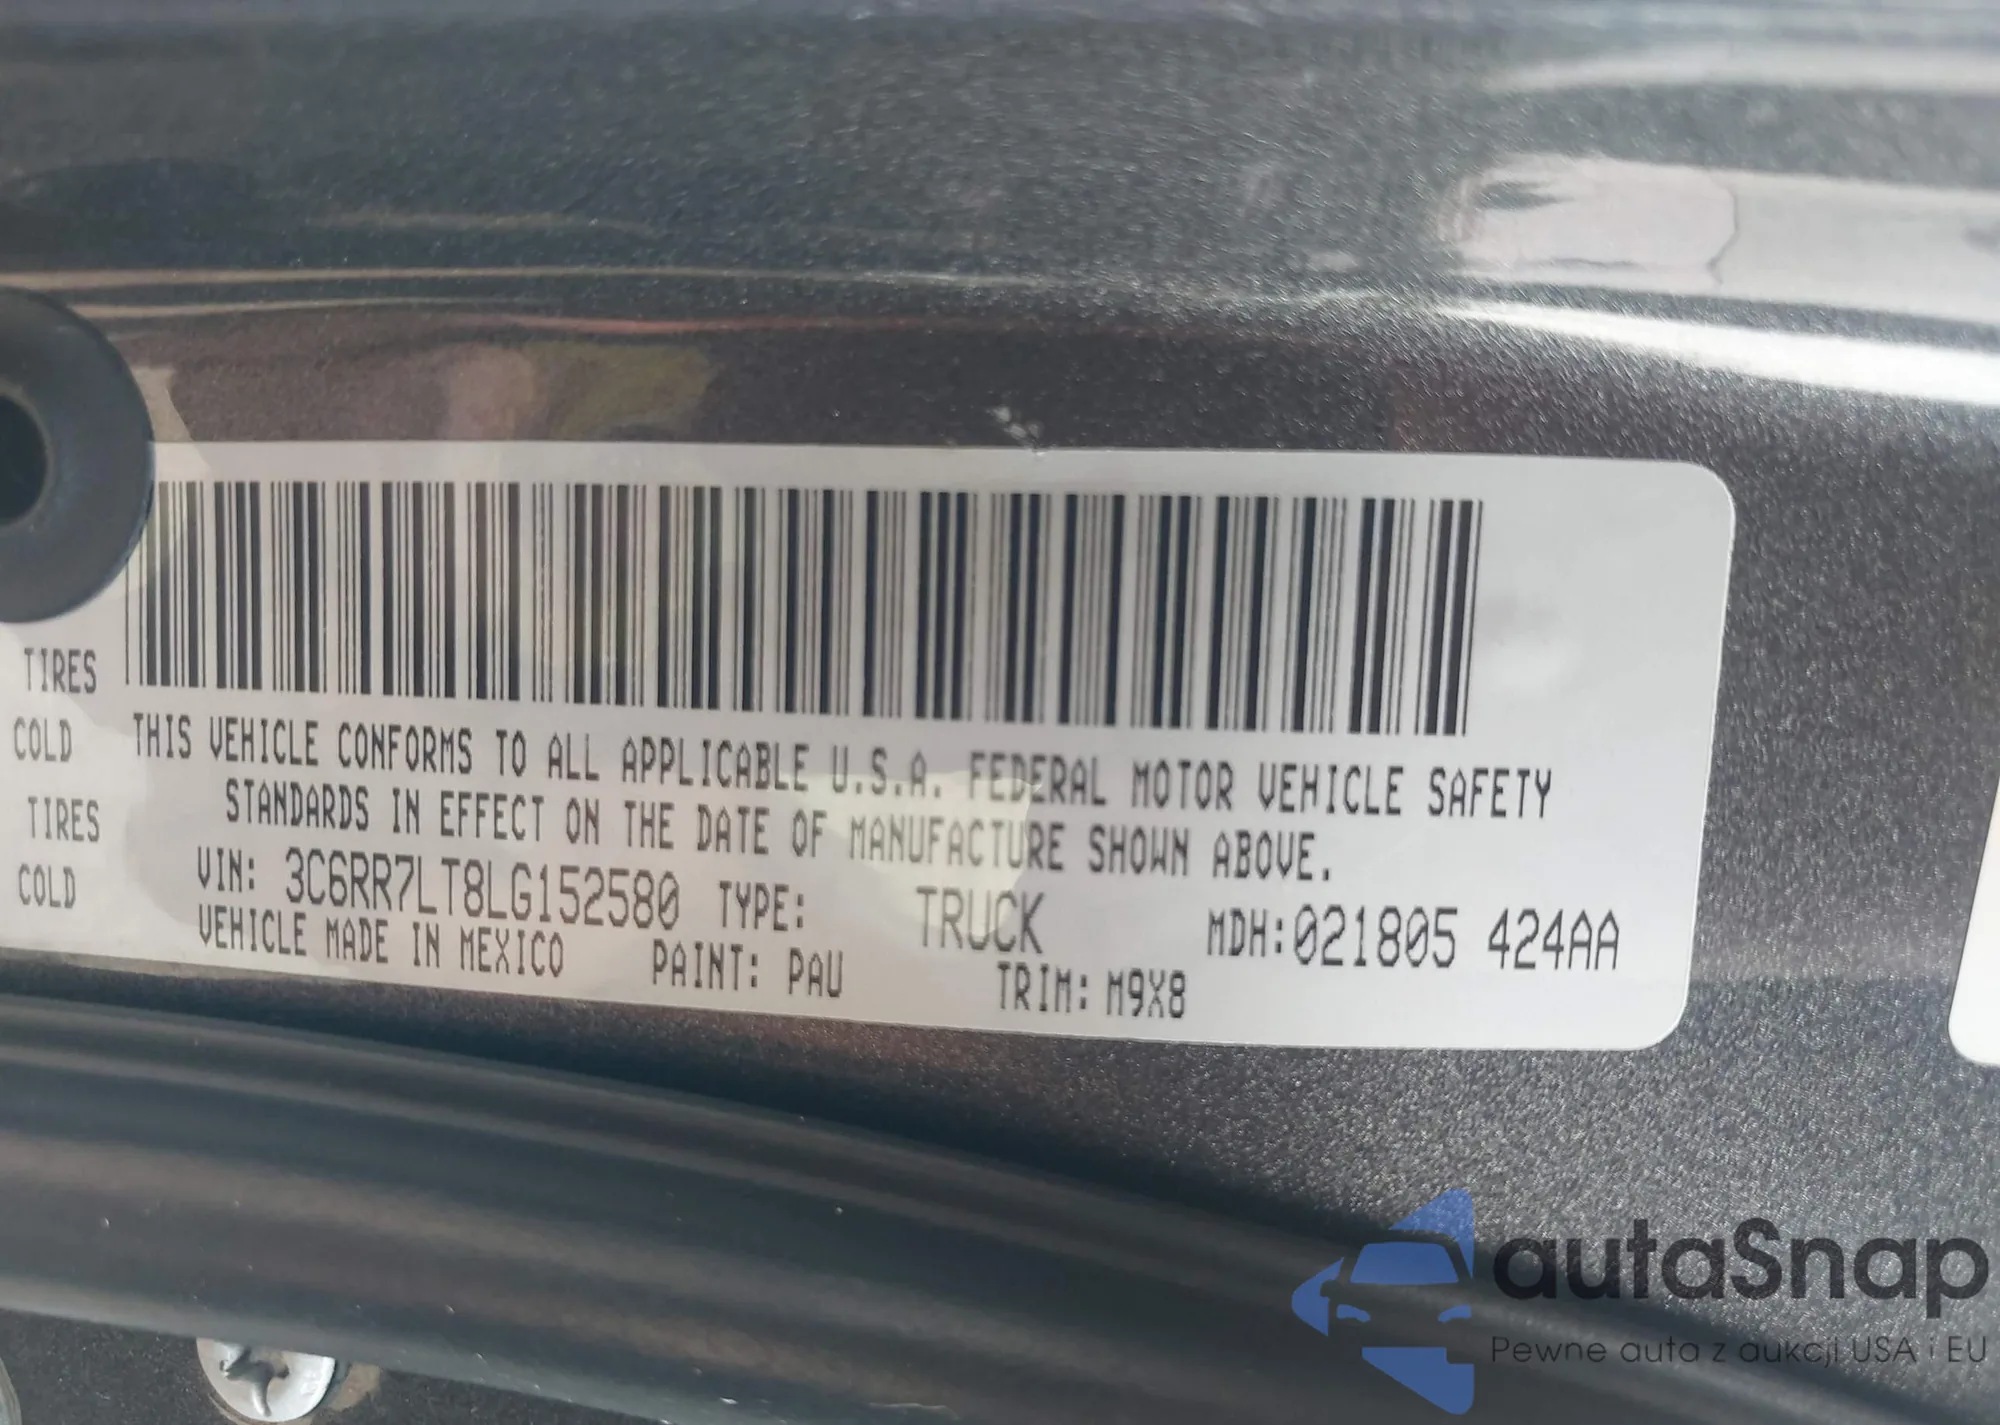 TIRES
COLD
TIRES
COLD
THIS VEHICLE CONFORMS TO ALL APPLICABLE U.S.A. FEDERAL MOTOR VEHICLE SAFETY
STANDARDS IN EFFECT ON THE DATE OF MANUFACTURE SHOWN ABOVE.
VIN: 3C6RR7LT8LG152580 TYPE: TRUCK MDH:021805 424AA
VEHICLE MADE IN MEXICO PAINT: PAU TRIM: M9X8
autaSnap
Pewne auta z aukcji USA i EU